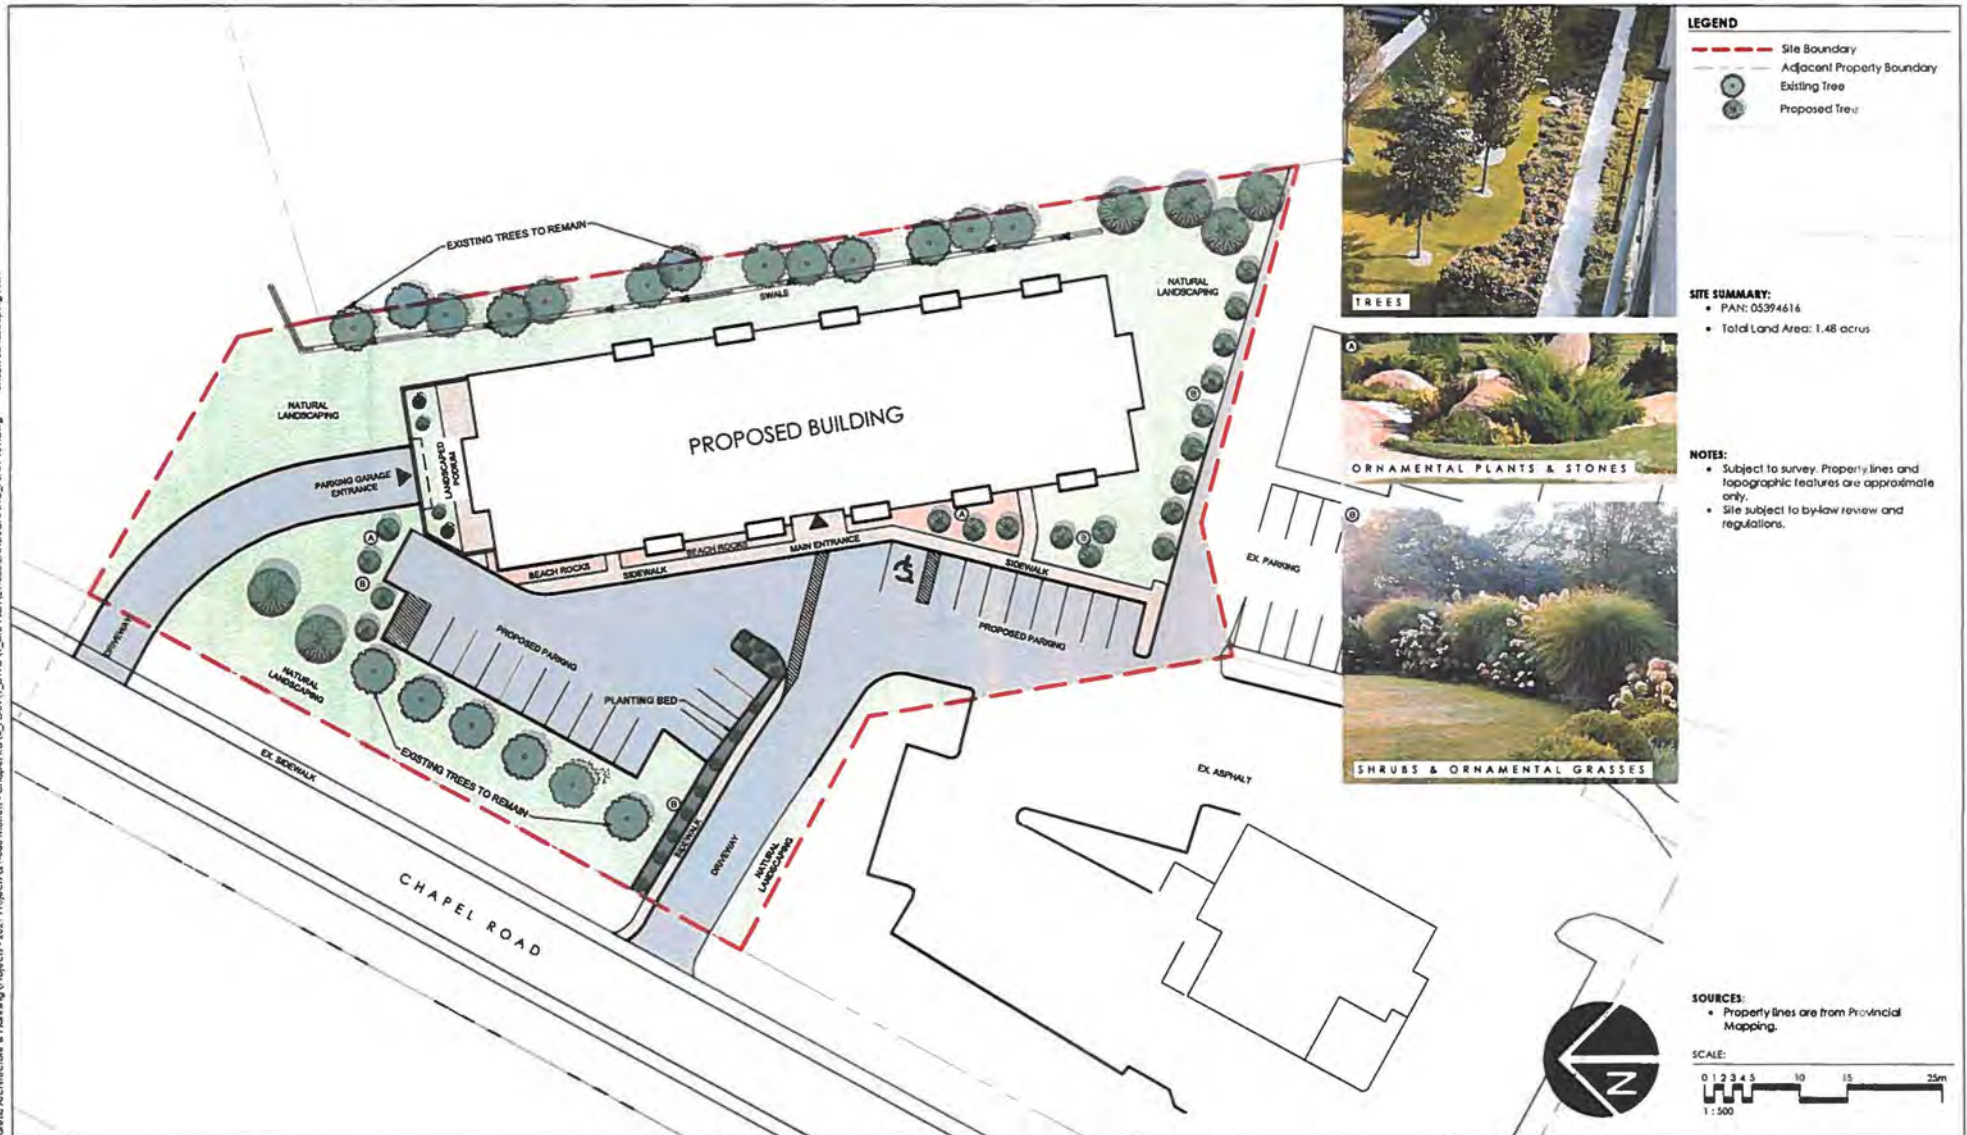 LEGEND
Site Boundary
Adjacent Property Boundary
Existing Tree
Proposed Tree
SITE SUMMARY:
• PAN: 05394616
• Total Land Area: 1.48 acrus
NOTES:
• Subject to survey. Property lines and
topographic features are approximate
only.
• Site subject to by-law review and
regulations.
SOURCES:
• Property lines are from Provincial
Mapping.
SCALE:
0 1 2 3 4 5 10 15 25m
1 : 500
N
TREES
A
ORNAMENTAL PLANTS & STONES
B
SHRUBS & ORNAMENTAL GRASSES
EXISTING TREES TO REMAIN
SWALE
NATURAL
LANDSCAPING
NATURAL
LANDSCAPING
PROPOSED BUILDING
B
LANDSCAPED
PODIUM
PARKING GARAGE
ENTRANCE
A
B
BEACH ROCKS
BEACH ROCKS
SIDEWALK
MAIN ENTRANCE
A
B
SIDEWALK
EX. PARKING
DRIVEWAY
PROPOSED PARKING
PROPOSED PARKING
NATURAL
LANDSCAPING
PLANTING BED
EXISTING TREES TO REMAIN
EX. SIDEWALK
B
SIDEWALK
DRIVEWAY
NATURAL
LANDSCAPING
EX. ASPHALT
CHAPEL ROAD